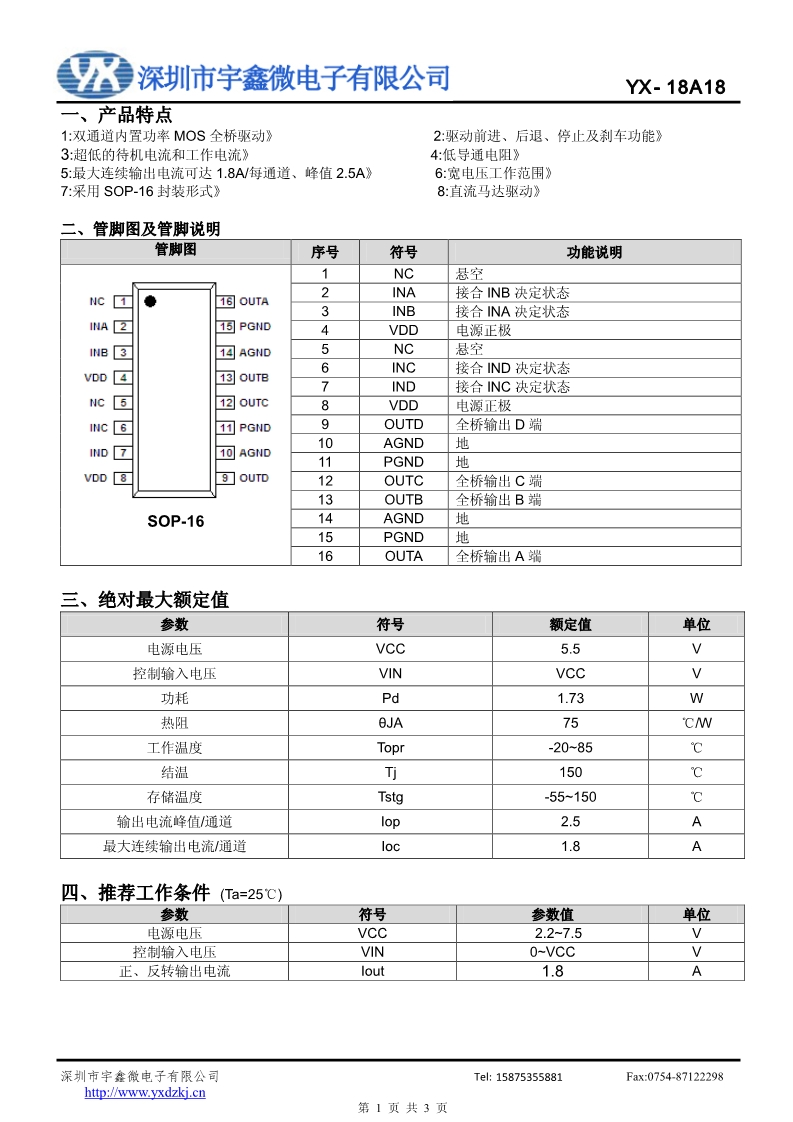 YX 深圳市宇鑫微电子有限公司 YX- 18A18
一、产品特点
1:双通道内置功率 MOS 全桥驱动》 2:驱动前进、后退、停止及刹车功能》
3:超低的待机电流和工作电流》 4:低导通电阻》
5:最大连续输出电流可达 1.8A/每通道、峰值 2.5A》 6:宽电压工作范围》
7:采用 SOP-16 封装形式》 8:直流马达驱动》
二、管脚图及管脚说明
管脚图 序号 符号 功能说明
NC 1 16 OUTA
INA 2 15 PGND
INB 3 14 AGND
VDD 4 13 OUTB
NC 5 12 OUTC
INC 6 11 PGND
IND 7 10 AGND
VDD 8 9 OUTD
SOP-16
1 NC 悬空
2 INA 接合 INB 决定状态
3 INB 接合 INA 决定状态
4 VDD 电源正极
5 NC 悬空
6 INC 接合 IND 决定状态
7 IND 接合 INC 决定状态
8 VDD 电源正极
9 OUTD 全桥输出 D 端
10 AGND 地
11 PGND 地
12 OUTC 全桥输出 C 端
13 OUTB 全桥输出 B 端
14 AGND 地
15 PGND 地
16 OUTA 全桥输出 A 端
三、绝对最大额定值
参数 符号 额定值 单位
电源电压 VCC 5.5 V
控制输入电压 VIN VCC V
功耗 Pd 1.73 W
热阻 θJA 75 ℃/W
工作温度 Topr -20~85 ℃
结温 Tj 150 ℃
存储温度 Tstg -55~150 ℃
输出电流峰值/通道 Iop 2.5 A
最大连续输出电流/通道 Ioc 1.8 A
四、推荐工作条件 (Ta=25℃)
参数 符号 参数值 单位
电源电压 VCC 2.2~7.5 V
控制输入电压 VIN 0~VCC V
正、反转输出电流 Iout 1.8 A
深圳市宇鑫微电子有限公司 Tel: 15875355881 Fax:0754-87122298
http://www.yxdzkj.cn
第 1 页 共 3 页